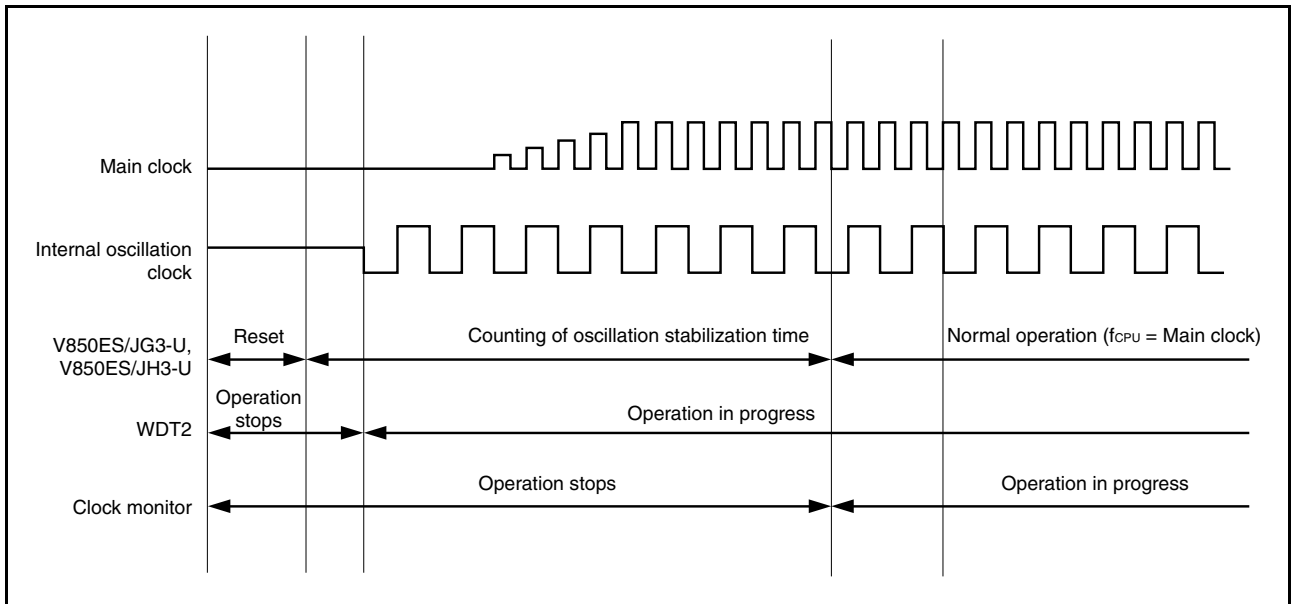 Main clock
Internal oscillation
clock
V850ES/JG3-U,
V850ES/JH3-U
Reset
Counting of oscillation stabilization time
Normal operation (fCPU = Main clock)
WDT2
Operation
stops
Operation in progress
Clock monitor
Operation stops
Operation in progress